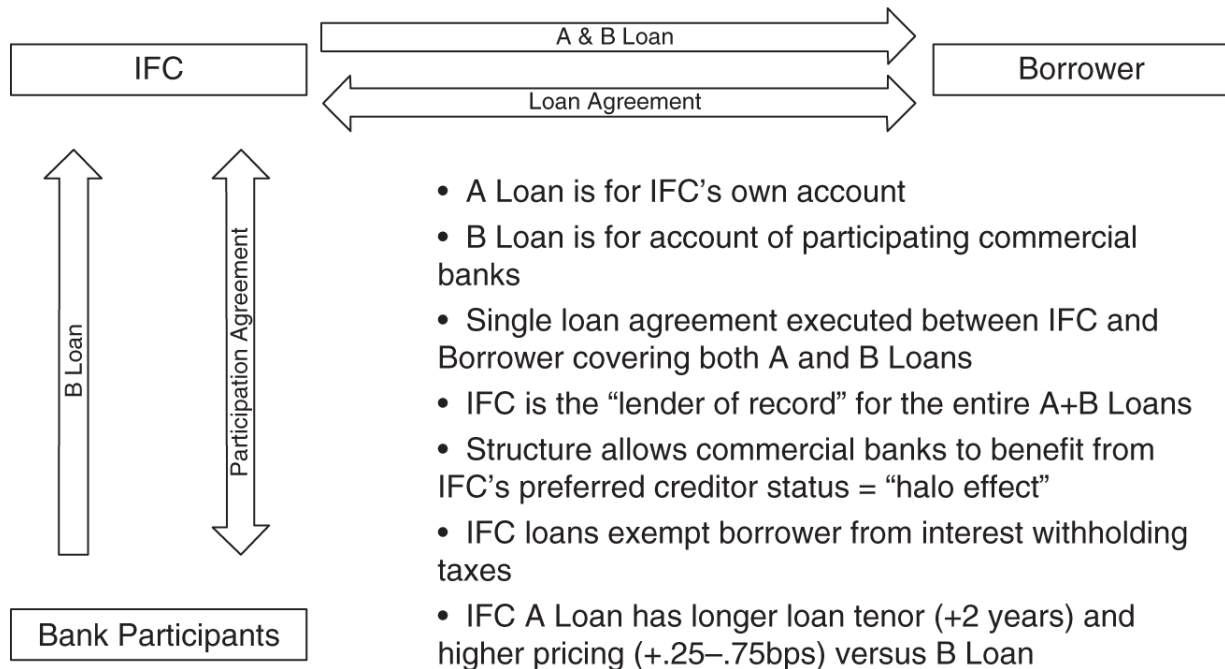 A & B Loan
IFC
Borrower
Loan Agreement
B Loan
Participation Agreement
• A Loan is for IFC’s own account
• B Loan is for account of participating commercial
banks
• Single loan agreement executed between IFC and
Borrower covering both A and B Loans
• IFC is the “lender of record” for the entire A+B Loans
• Structure allows commercial banks to benefit from
IFC’s preferred creditor status = “halo effect”
• IFC loans exempt borrower from interest withholding
taxes
• IFC A Loan has longer loan tenor (+2 years) and
higher pricing (+.25–.75bps) versus B Loan
Bank Participants